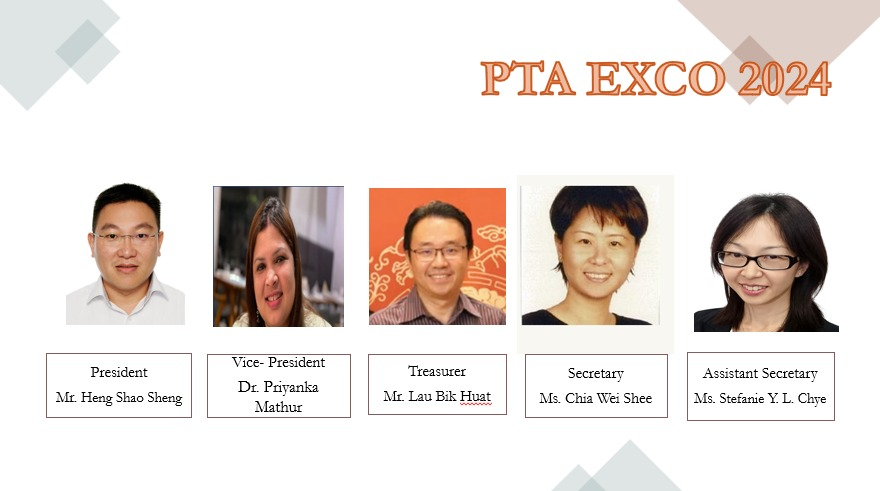 PTA EXCO 2024
President
Mr. Heng Shao Sheng
Vice- President
Dr. Priyanka
Mathur
Treasurer
Mr. Lau Bik Huat
Secretary
Ms. Chia Wei Shee
Assistant Secretary
Ms. Stefanie Y. L. Chye